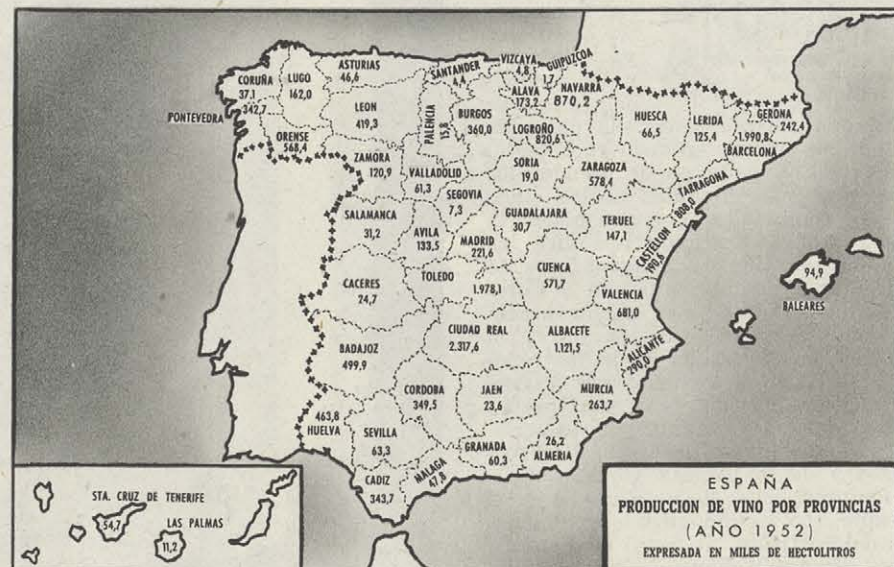 ASTURIAS
46,6
SANTANDER
4,4
VIZCAYA
4,8
GUIPUZCOA
1,7
CORUÑA
37,1
LUGO
162,0
ALAVA
173,2
NAVARRA
870,2
PONTEVEDRA
342,7
LEON
419,3
PALENCIA
15,8
BURGOS
360,0
LOGROÑO
820,6
HUESCA
66,5
LERIDA
125,4
GERONA
242,4
1.990,8
BARCELONA
ORENSE
568,4
ZAMORA
120,9
VALLADOLID
61,3
SORIA
19,0
ZARAGOZA
578,4
TARRAGONA
808,0
SEGOVIA
7,3
SALAMANCA
31,2
AVILA
133,5
MADRID
221,6
GUADALAJARA
30,7
TERUEL
147,1
CASTELLON
190,6
CACERES
24,7
TOLEDO
1.978,1
CUENCA
571,7
VALENCIA
681,0
94,9
BALEARES
BADAJOZ
499,9
CIUDAD REAL
2.317,6
ALBACETE
1.121,5
ALICANTE
290,0
CORDOBA
349,5
JAEN
23,6
MURCIA
263,7
463,8
HUELVA
SEVILLA
63,3
GRANADA
60,3
26,2
ALMERIA
CADIZ
343,7
MALAGA
47,8
STA. CRUZ DE TENERIFE
54,7
LAS PALMAS
11,2
ESPAÑA
PRODUCCION DE VINO POR PROVINCIAS
(AÑO 1952)
EXPRESADA EN MILES DE HECTOLITROS